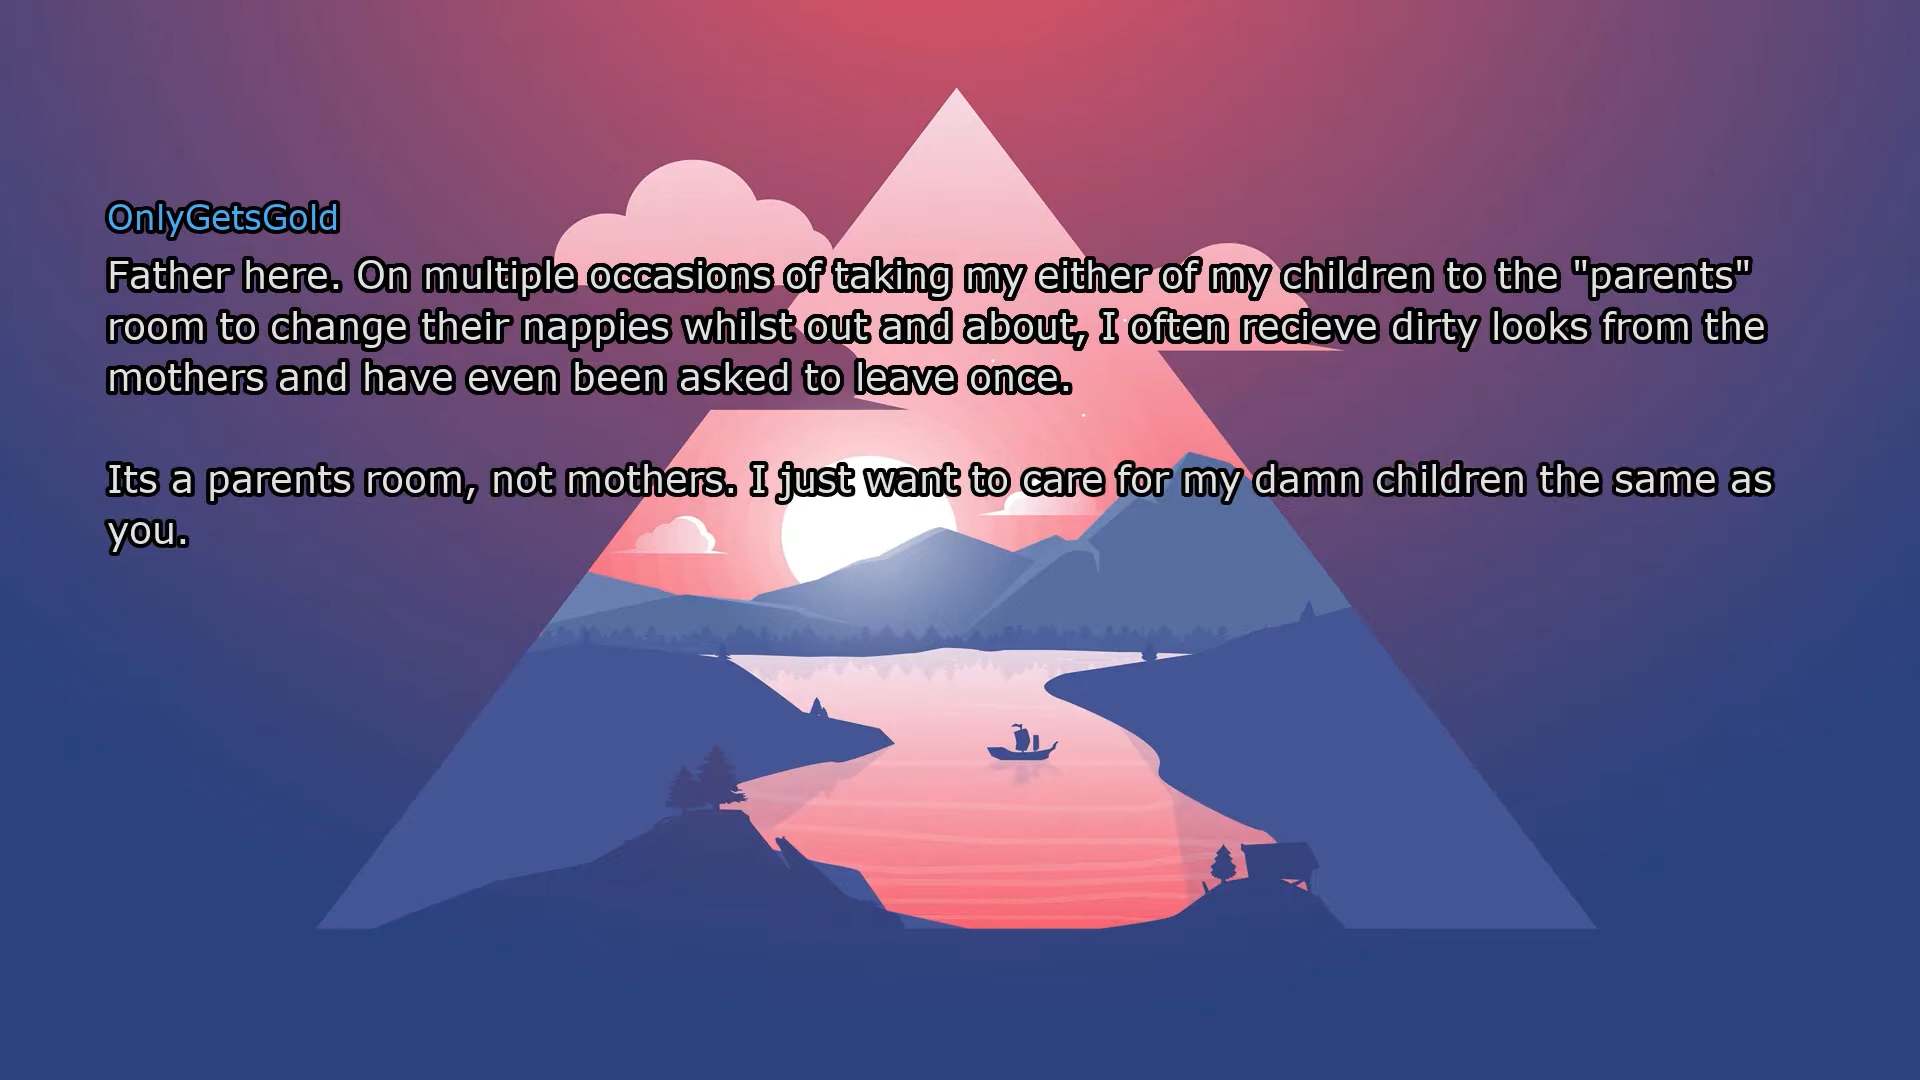 OnlyGetsGold
Father here. On multiple occasions of taking my either of my children to the "parents"
room to change their nappies whilst out and about, I often recieve dirty looks from the
mothers and have even been asked to leave once.
Its a parents room, not mothers. I just want to care for my damn children the same as
you.